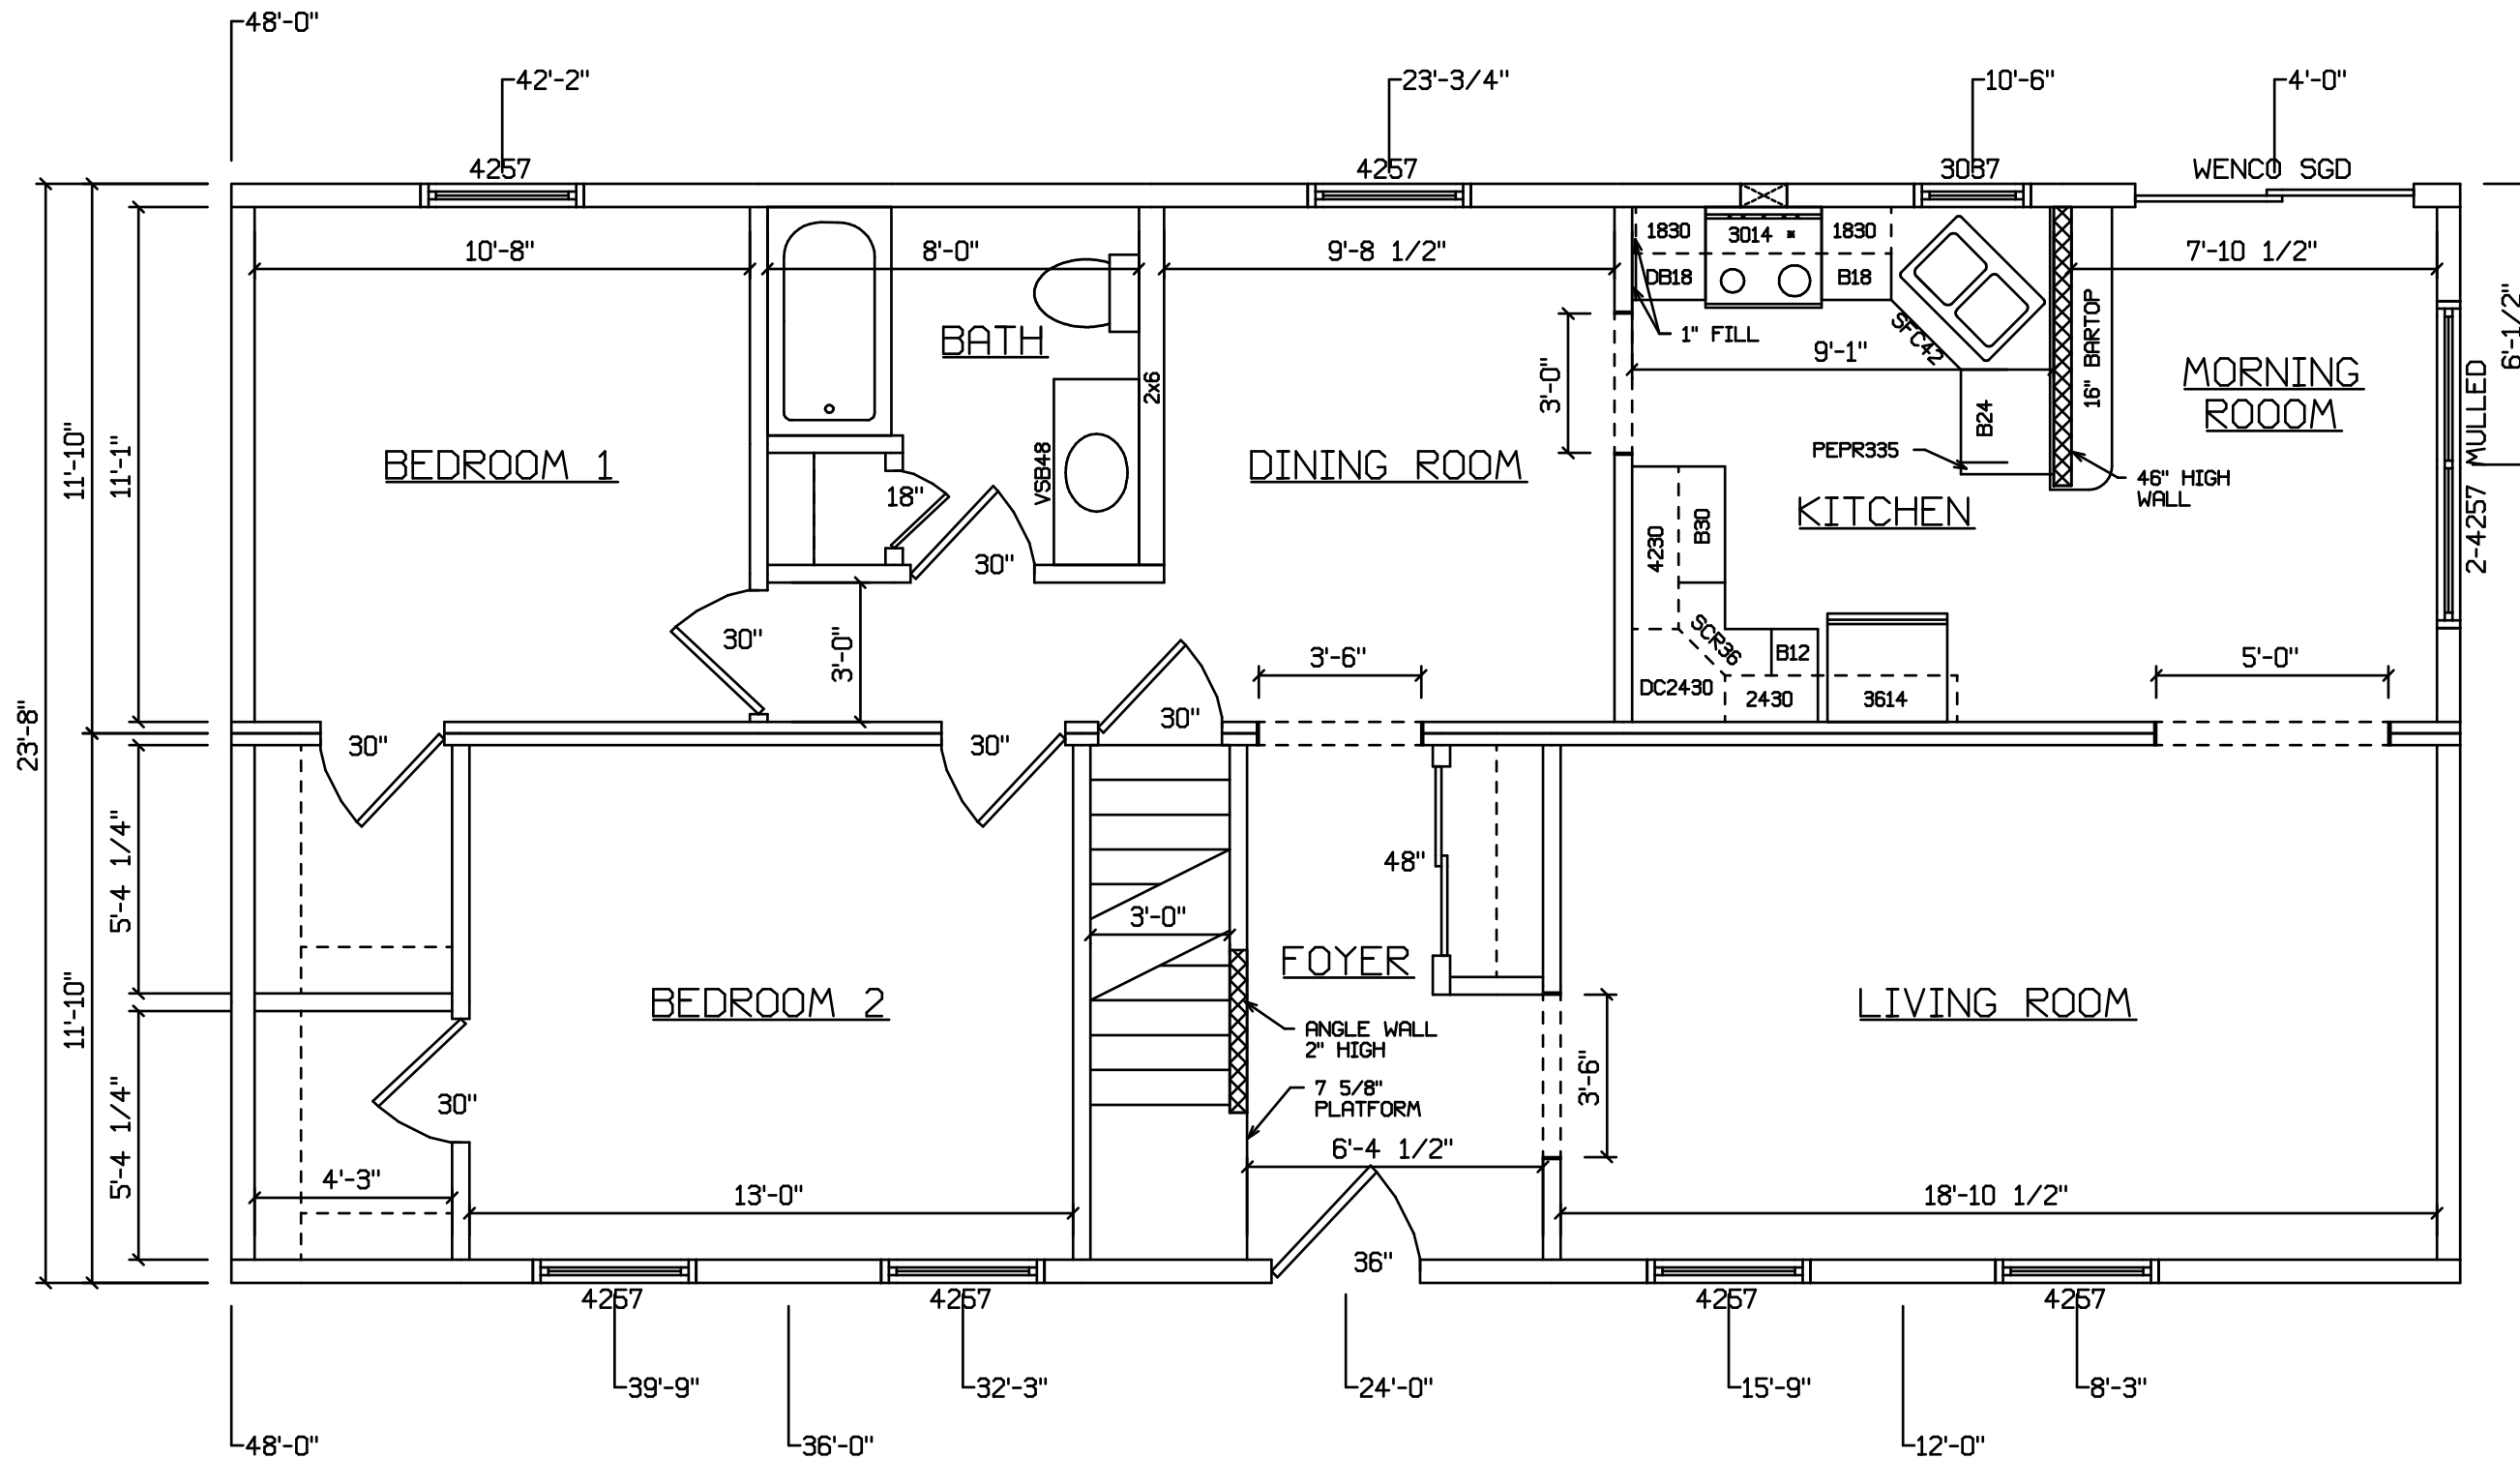 48'-0"
42'-2"
23'-3/4"
10'-6"
4'-0"
4257
4257
3037
WENCO SGD
10'-8"
8'-0"
9'-8 1/2"
1830
3014 *
1830
7'-10 1/2"
DB18
B18
6'-1/2"
BATH
1" FILL
SFC42
16" BARTOP
9'-1"
2x6
3'-0"
MORNING
ROOOM
2-4257 MULLED
B24
11'-10"
11'-1"
BEDROOM 1
VSB48
18"
DINING ROOM
PEPR335
46" HIGH
WALL
KITCHEN
4230
B30
30"
30"
3'-0"
SCR36
B12
3'-6"
5'-0"
DC2430
2430
3614
23'-8"
30"
30"
30"
5'-4 1/4"
48"
3'-0"
FOYER
11'-10"
BEDROOM 2
LIVING ROOM
ANGLE WALL
2" HIGH
3'-6"
7 5/8"
PLATFORM
30"
5'-4 1/4"
6'-4 1/2"
4'-3"
13'-0"
18'-10 1/2"
36"
4257
4257
4257
4257
39'-9"
32'-3"
24'-0"
15'-9"
8'-3"
48'-0"
36'-0"
12'-0"